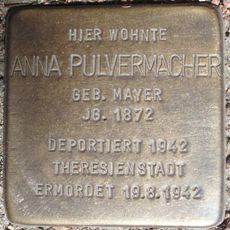 HIER WOHNTE
ANNA PULVERMACHER
GEB. MAYER
JG. 1872
DEPORTIERT 1942
THERESIENSTADT
ERMORDET 19.8.1942